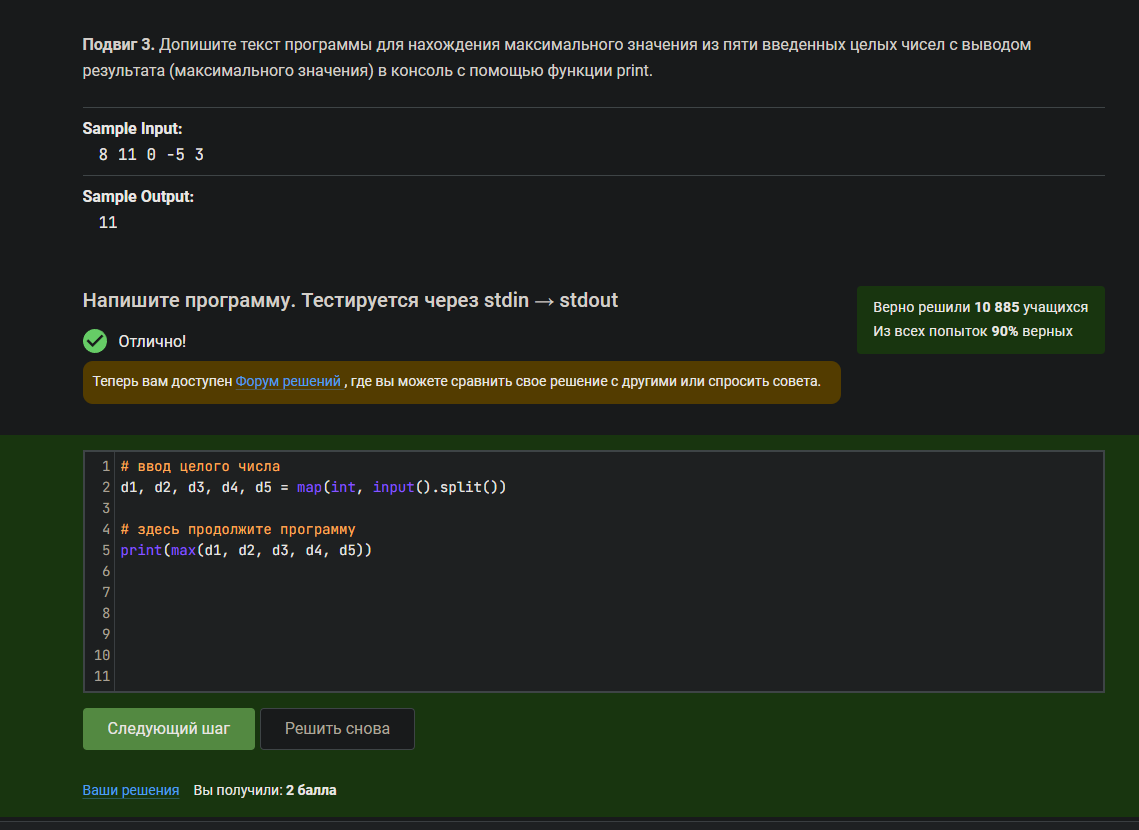 Подвиг 3. Допишите текст программы для нахождения максимального значения из пяти введенных целых чисел с выводом
результата (максимального значения) в консоль с помощью функции print.
Sample Input:
8 11 0 -5 3
Sample Output:
11
Напишите программу. Тестируется через stdin → stdout
Верно решили 10 885 учащихся
Из всех попыток 90% верных
Отлично!
Теперь вам доступен Форум решений , где вы можете сравнить свое решение с другими или спросить совета.
1 # ввод целого числа
2 d1, d2, d3, d4, d5 = map(int, input().split())
3
4 # здесь продолжите программу
5 print(max(d1, d2, d3, d4, d5))
6
7
8
9
10
11
Следующий шаг Решить снова
Ваши решения Вы получили: 2 балла